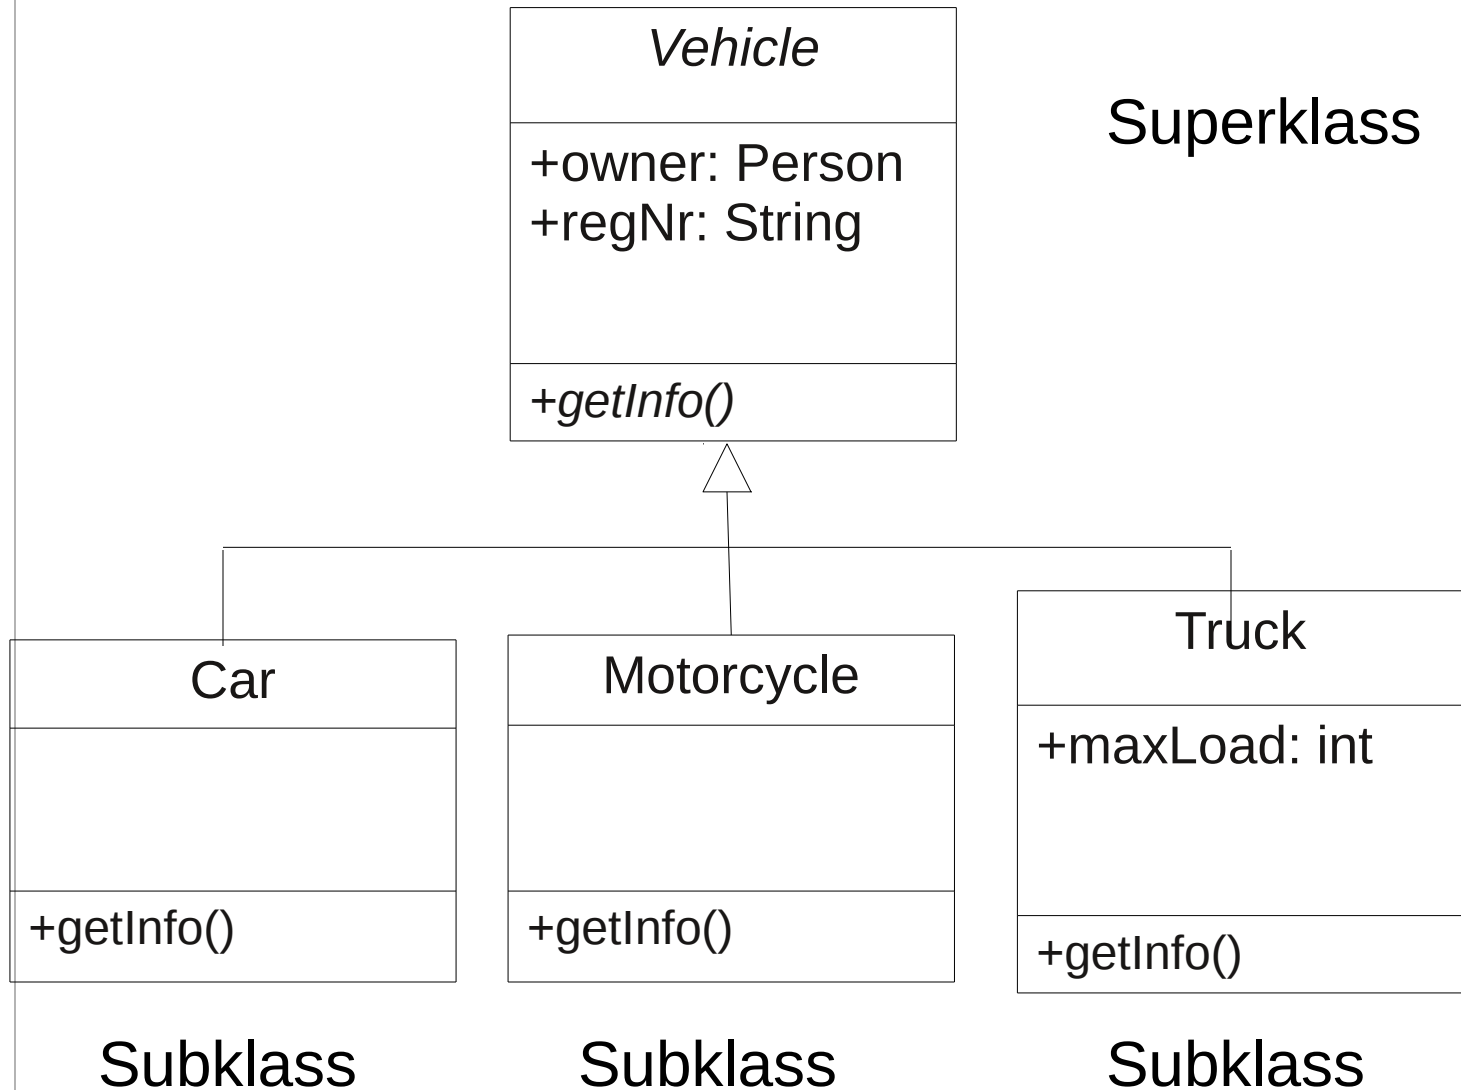 Vehicle
Superklass
+owner: Person
+regNr: String
+getInfo()
Car
Motorcycle
Truck
+maxLoad: int
+getInfo()
+getInfo()
+getInfo()
Subklass
Subklass
Subklass